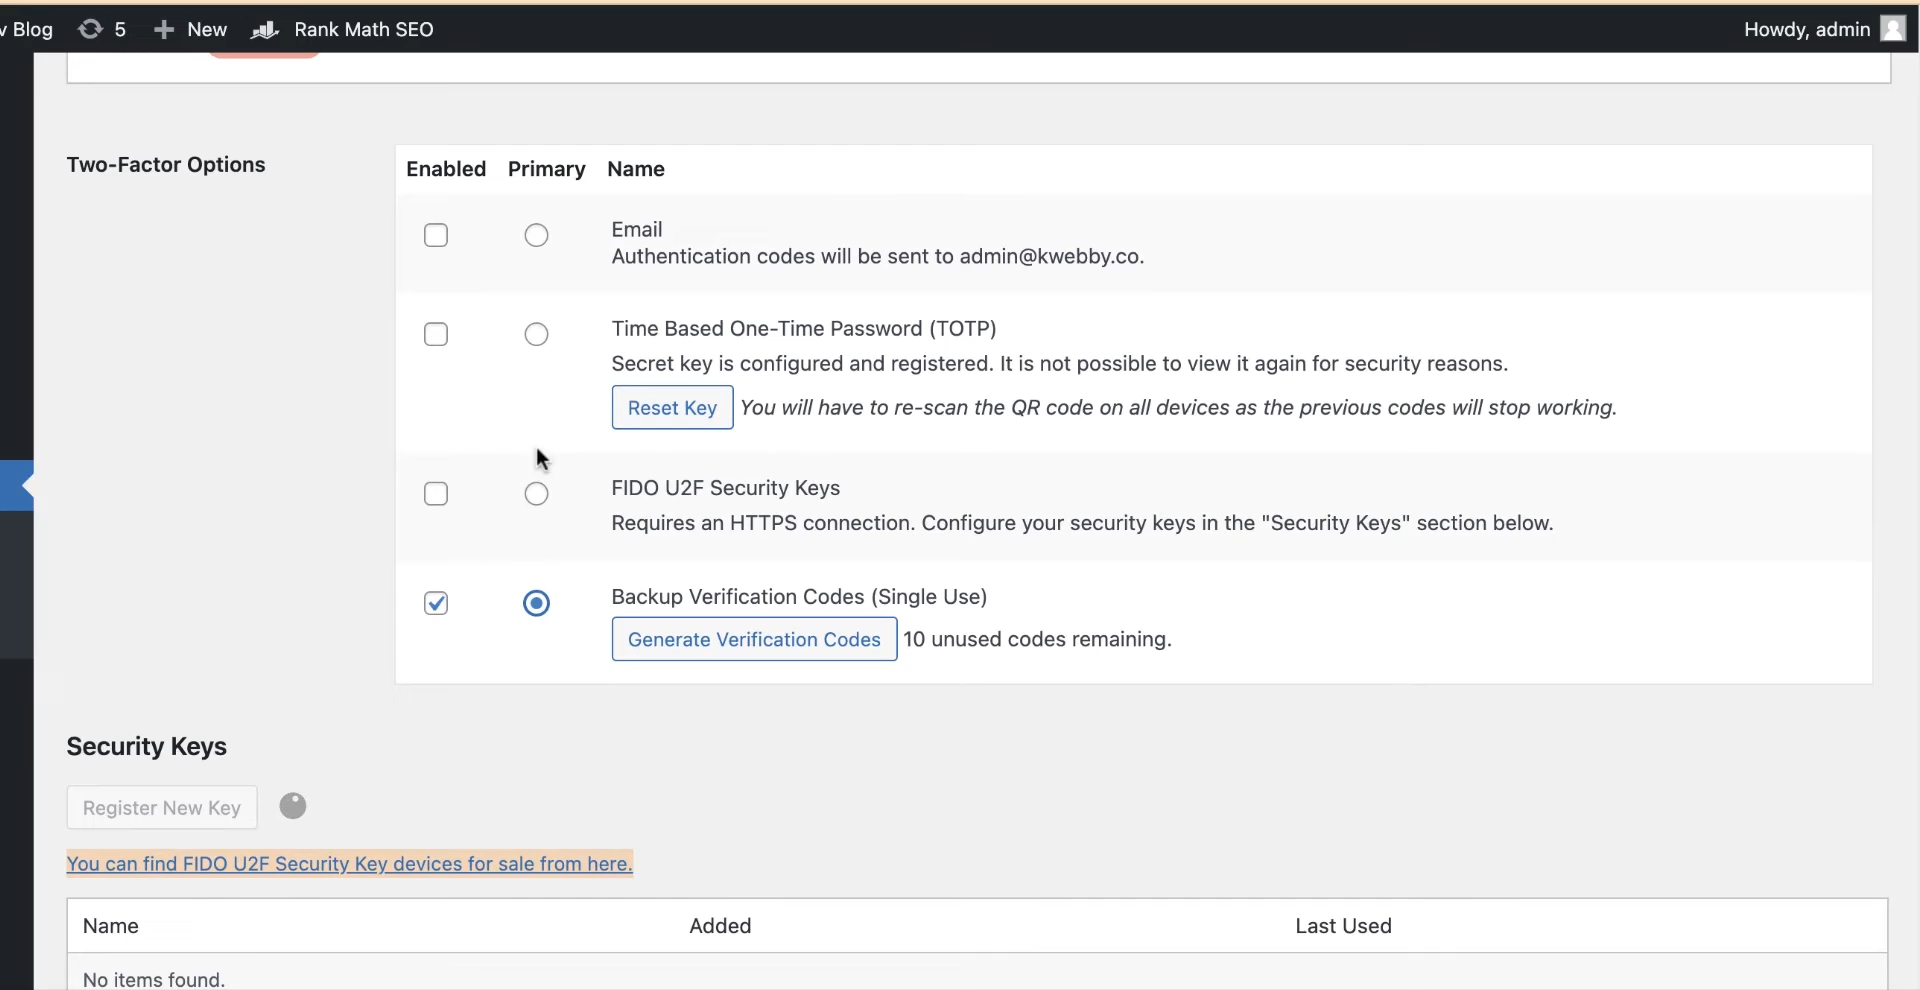 Blog 5 New Rank Math SEO Howdy, admin
Two-Factor Options
Enabled Primary Name
Email
Authentication codes will be sent to admin@kwebby.co.
Time Based One-Time Password (TOTP)
Secret key is configured and registered. It is not possible to view it again for security reasons.
Reset Key You will have to re-scan the QR code on all devices as the previous codes will stop working.
FIDO U2F Security Keys
Requires an HTTPS connection. Configure your security keys in the "Security Keys" section below.
Backup Verification Codes (Single Use)
Generate Verification Codes 10 unused codes remaining.
Security Keys
Register New Key
You can find FIDO U2F Security Key devices for sale from here.
Name Added Last Used
No items found.